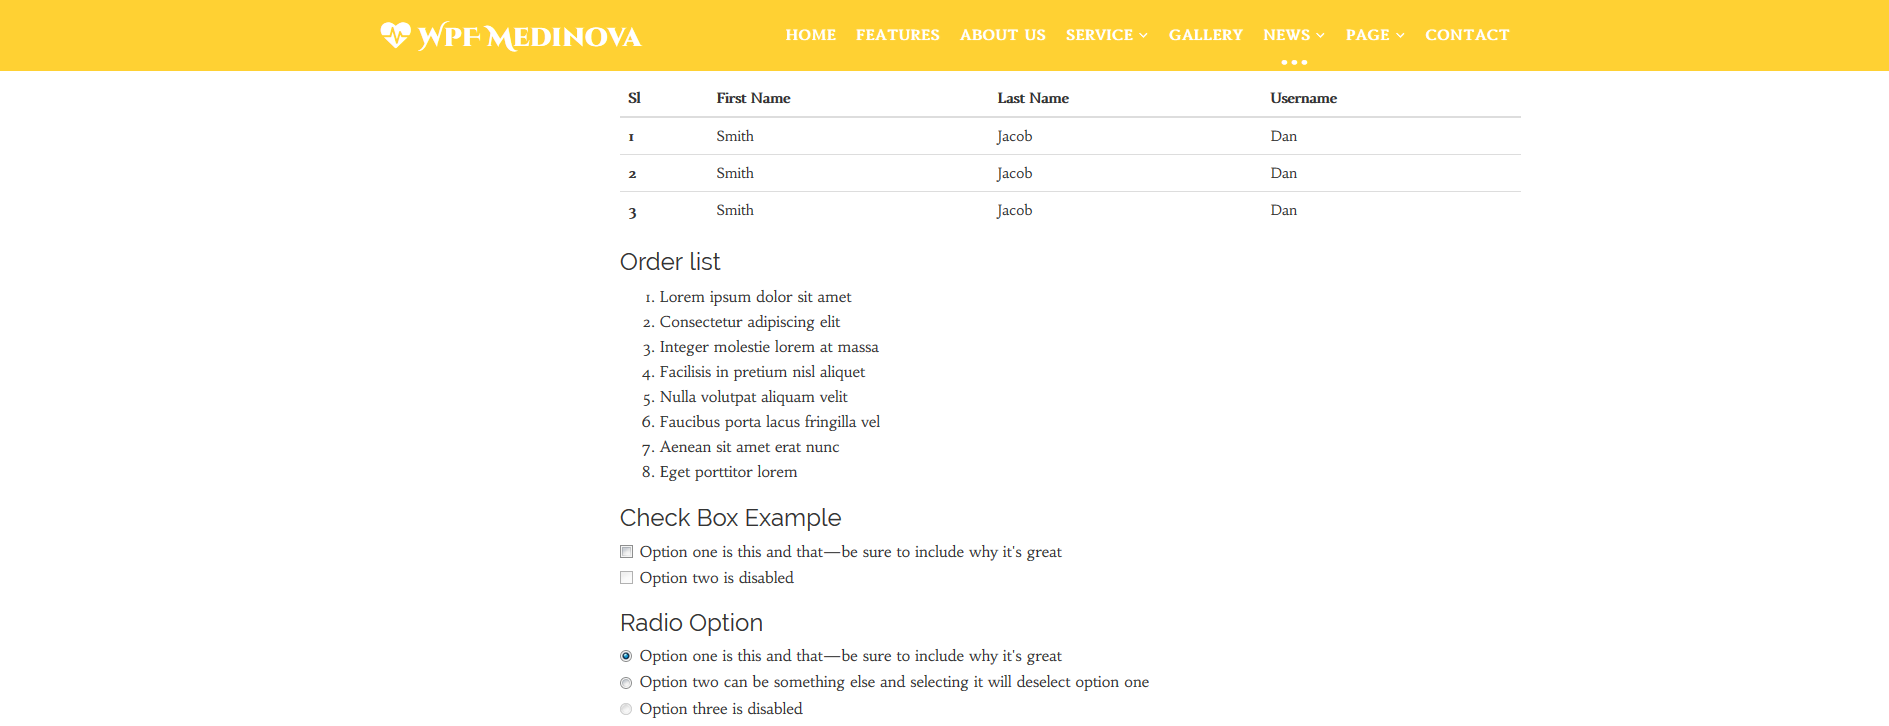 WPF MEDINOVA HOME FEATURES ABOUT US SERVICE GALLERY NEWS PAGE CONTACT
Sl First Name Last Name Username
1 Smith Jacob Dan
2 Smith Jacob Dan
3 Smith Jacob Dan
Order list
1. Lorem ipsum dolor sit amet
2. Consectetur adipiscing elit
3. Integer molestie lorem at massa
4. Facilisis in pretium nisl aliquet
5. Nulla volutpat aliquam velit
6. Faucibus porta lacus fringilla vel
7. Aenean sit amet erat nunc
8. Eget porttitor lorem
Check Box Example
Option one is this and that—be sure to include why it's great
Option two is disabled
Radio Option
Option one is this and that—be sure to include why it's great
Option two can be something else and selecting it will deselect option one
Option three is disabled